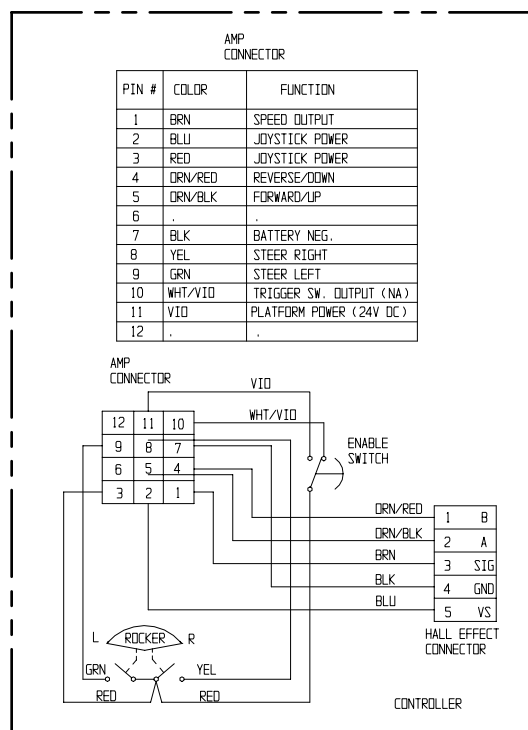 AMP
CONNECTOR
PIN # COLOR FUNCTION
1 BRN SPEED OUTPUT
2 BLU JOYSTICK POWER
3 RED JOYSTICK POWER
4 ORN/RED REVERSE/DOWN
5 ORN/BLK FORWARD/UP
6 . .
7 BLK BATTERY NEG.
8 YEL STEER RIGHT
9 GRN STEER LEFT
10 WHT/VIO TRIGGER SW. OUTPUT (NA)
11 VIO PLATFORM POWER (24V DC)
12 . .
AMP
CONNECTOR
VIO
12 11 10
WHT/VIO
9 8 7
ENABLE
SWITCH
6 5 4
3 2 1
ORN/RED
1 B
ORN/BLK
2 A
BRN
3 SIG
BLK
4 GND
BLU
5 VS
HALL EFFECT
CONNECTOR
L ROCKER R
GRN YEL
RED RED
CONTROLLER